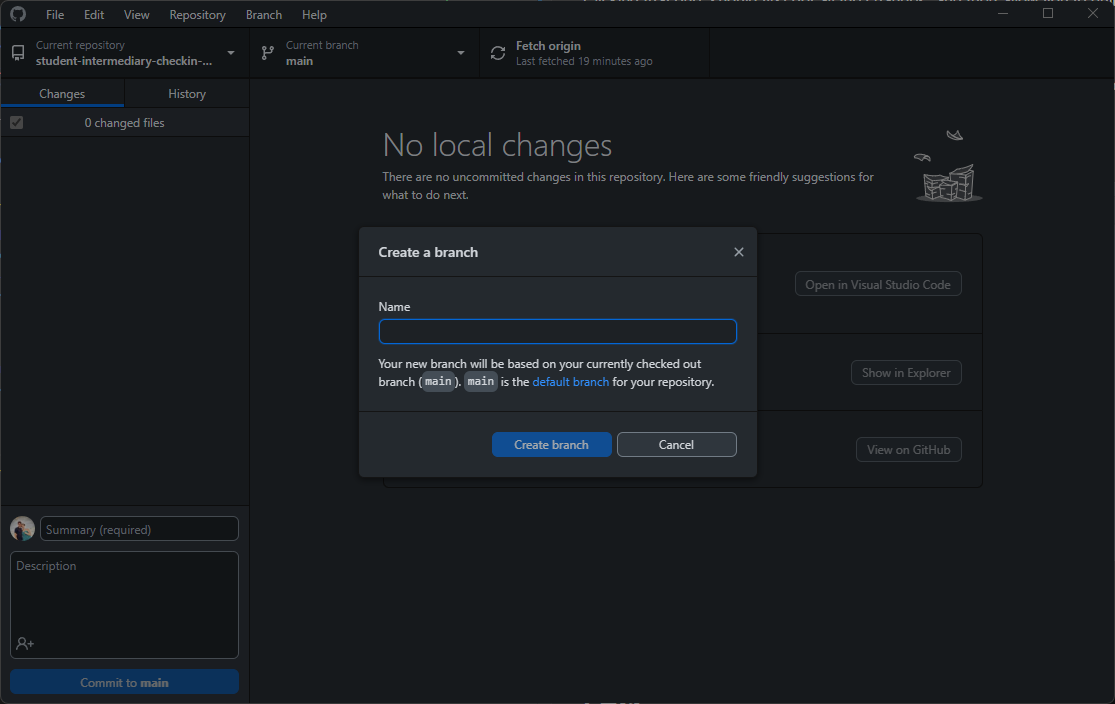 File Edit View Repository Branch Help
Current repository
student-intermediary-checkin-...
Current branch
main
Fetch origin
Last fetched 19 minutes ago
Changes
History
0 changed files
No local changes
There are no uncommitted changes in this repository. Here are some friendly suggestions for
what to do next.
Create a branch
Name
Your new branch will be based on your currently checked out
branch (main). main is the default branch for your repository.
Create branch
Cancel
Open in Visual Studio Code
Show in Explorer
View on GitHub
Summary (required)
Description
Commit to main